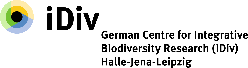 iDiv
German Centre for Integrative
Biodiversity Research (iDiv)
Halle-Jena-Leipzig